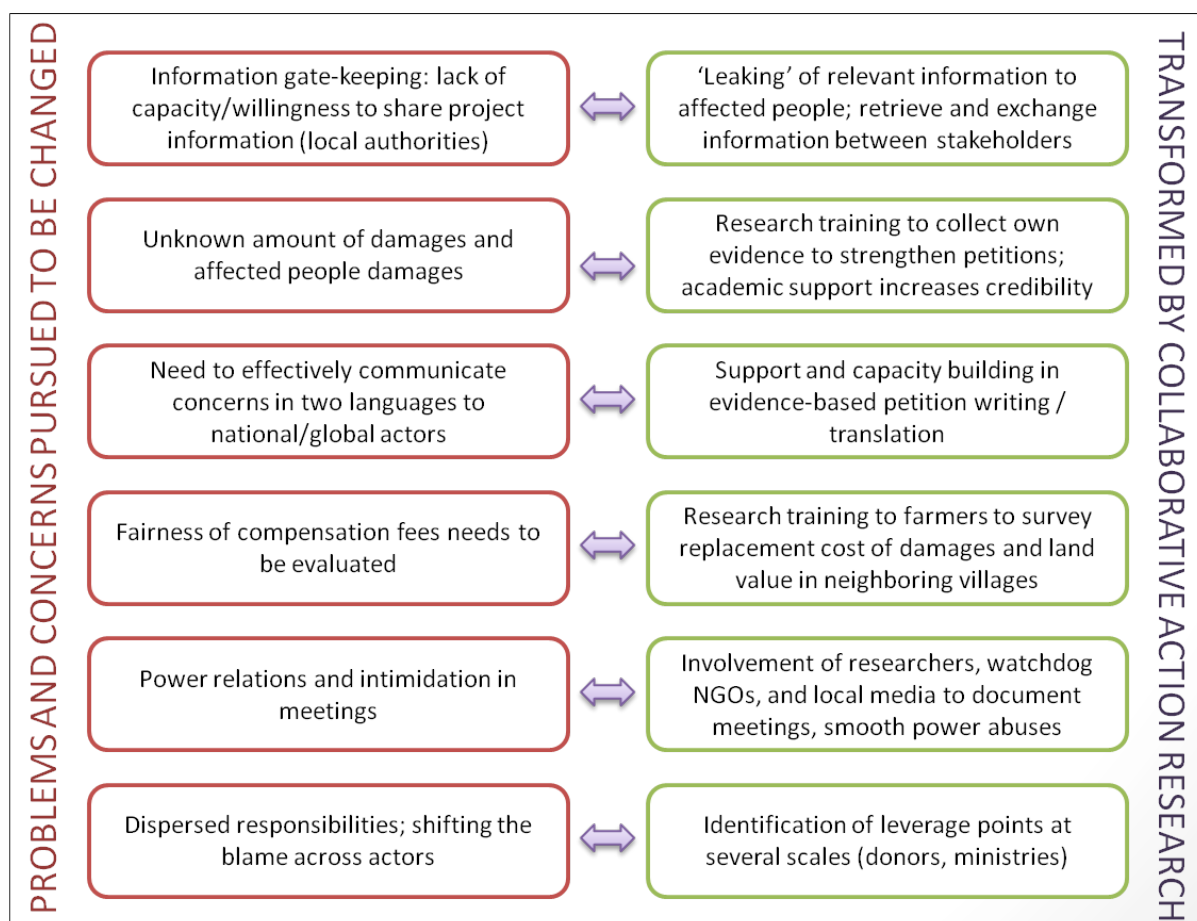 PROBLEMS AND CONCERNS PURSUED TO BE CHANGED
Information gate-keeping: lack of
capacity/willingness to share project
information (local authorities)
‘Leaking’ of relevant information to
affected people; retrieve and exchange
information between stakeholders
Unknown amount of damages and
affected people damages
Research training to collect own
evidence to strengthen petitions;
academic support increases credibility
Need to effectively communicate
concerns in two languages to
national/global actors
Support and capacity building in
evidence-based petition writing /
translation
Fairness of compensation fees needs to
be evaluated
Research training to farmers to survey
replacement cost of damages and land
value in neighboring villages
Power relations and intimidation in
meetings
Involvement of researchers, watchdog
NGOs, and local media to document
meetings, smooth power abuses
Dispersed responsibilities; shifting the
blame across actors
Identification of leverage points at
several scales (donors, ministries)
TRANSFORMED BY COLLABORATIVE ACTION RESEARCH